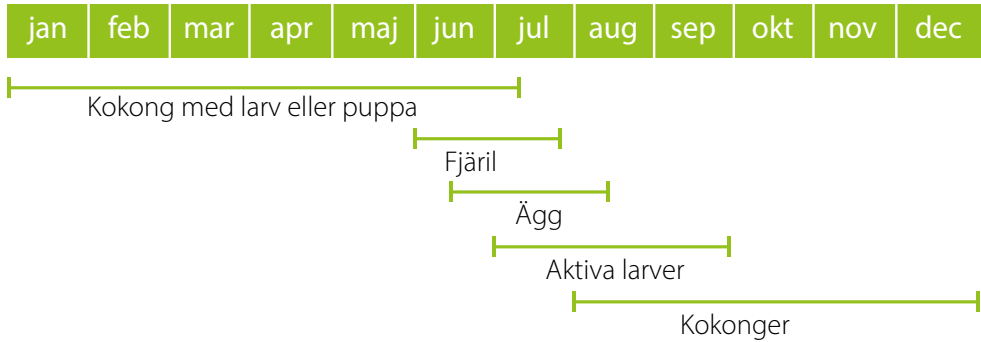 jan feb mar apr maj jun jul aug sep okt nov dec
Kokong med larv eller puppa
Fjäril
Ägg
Aktiva larver
Kokonger